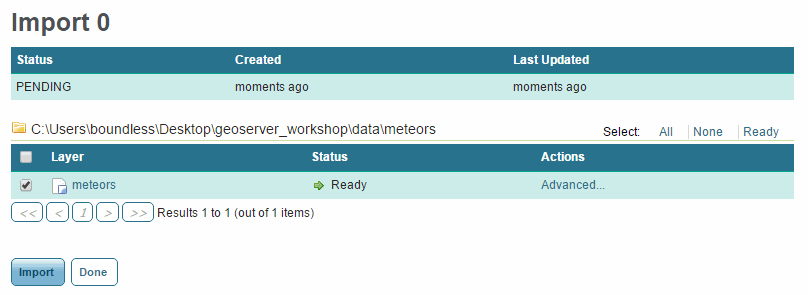 Import 0
Status Created Last Updated
PENDING moments ago moments ago
C:\Users\boundless\Desktop\geoserver_workshop\data\meteors Select: All None Ready
Layer Status Actions
meteors Ready Advanced...
<< < 1 > >> Results 1 to 1 (out of 1 items)
Import Done